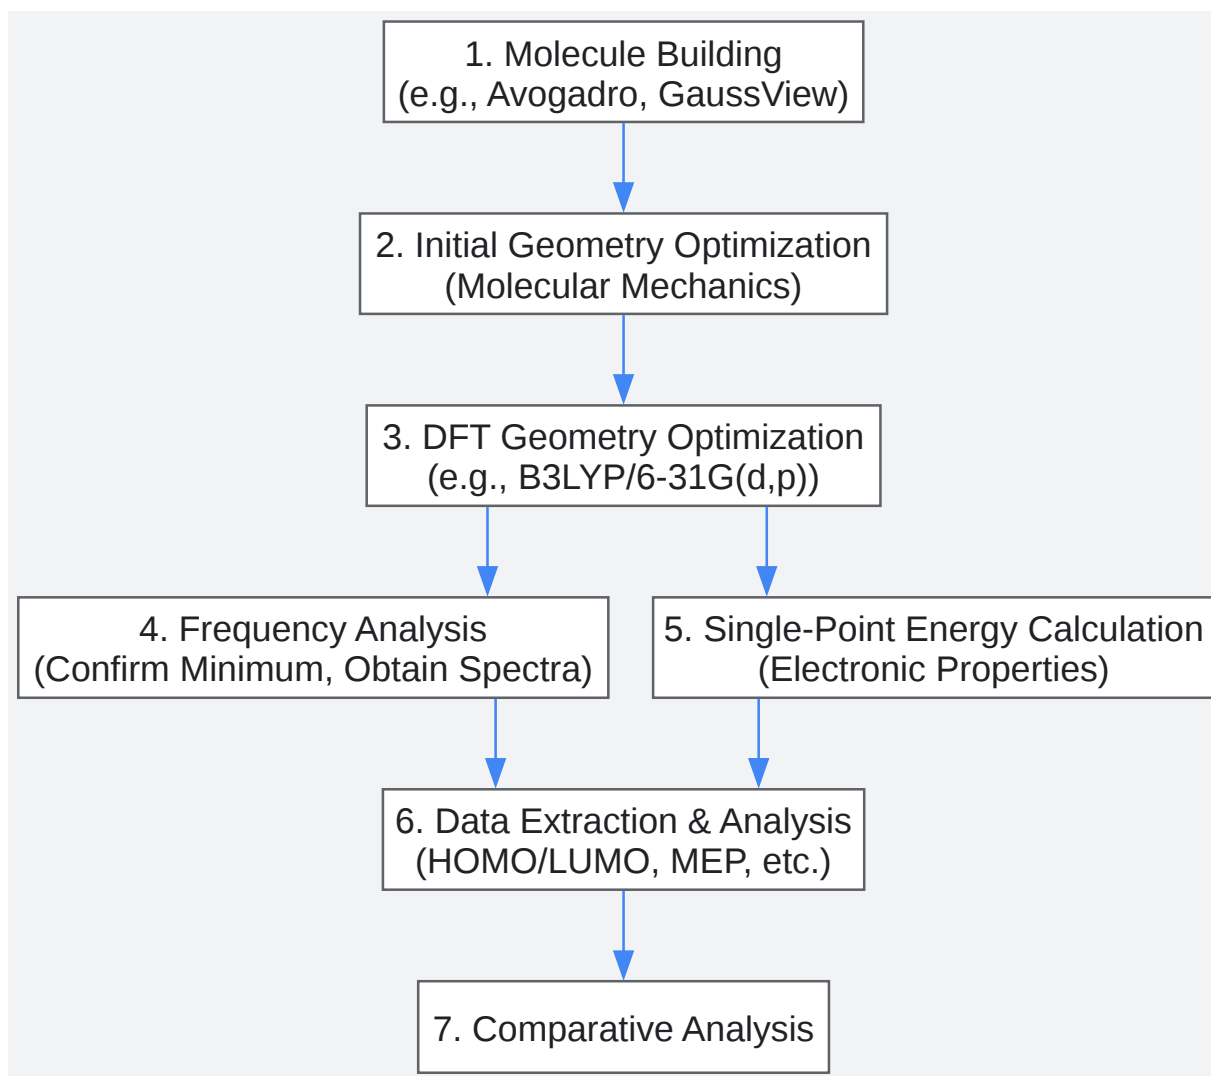 1. Molecule Building
(e.g., Avogadro, GaussView)
2. Initial Geometry Optimization
(Molecular Mechanics)
3. DFT Geometry Optimization
(e.g., B3LYP/6-31G(d,p))
4. Frequency Analysis
(Confirm Minimum, Obtain Spectra)
5. Single-Point Energy Calculation
(Electronic Properties)
6. Data Extraction & Analysis
(HOMO/LUMO, MEP, etc.)
7. Comparative Analysis